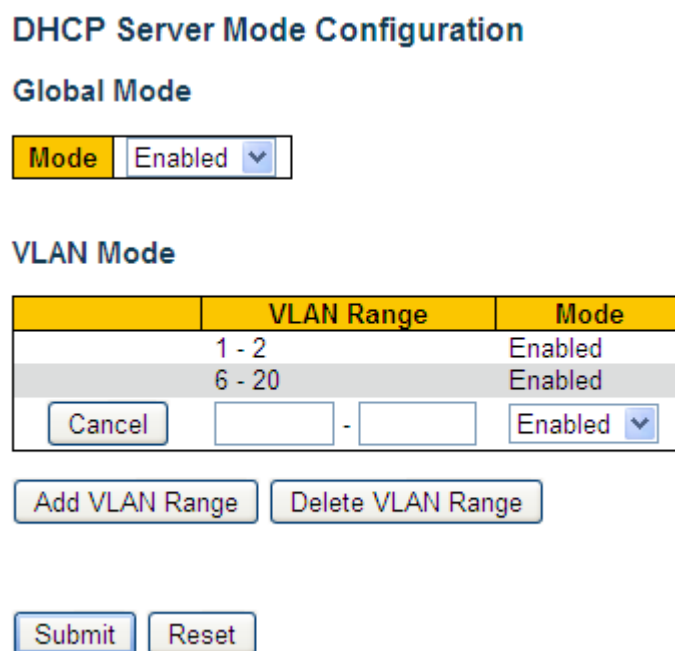 DHCP Server Mode Configuration
Global Mode
Mode Enabled
VLAN Mode
VLAN Range Mode
1 - 2 Enabled
6 - 20 Enabled
Cancel - Enabled
Add VLAN Range Delete VLAN Range
Submit Reset